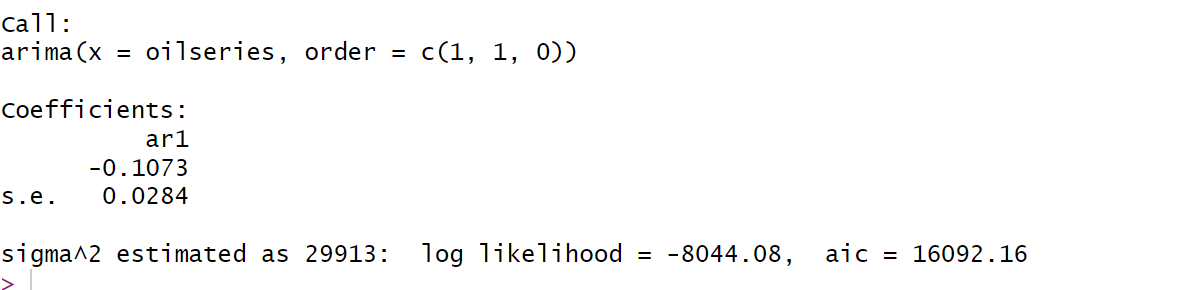 Call:
arima(x = oilseries, order = c(1, 1, 0))
Coefficients:
          ar1
      -0.1073
s.e.   0.0284
sigma^2 estimated as 29913:  log likelihood = -8044.08,  aic = 16092.16
>